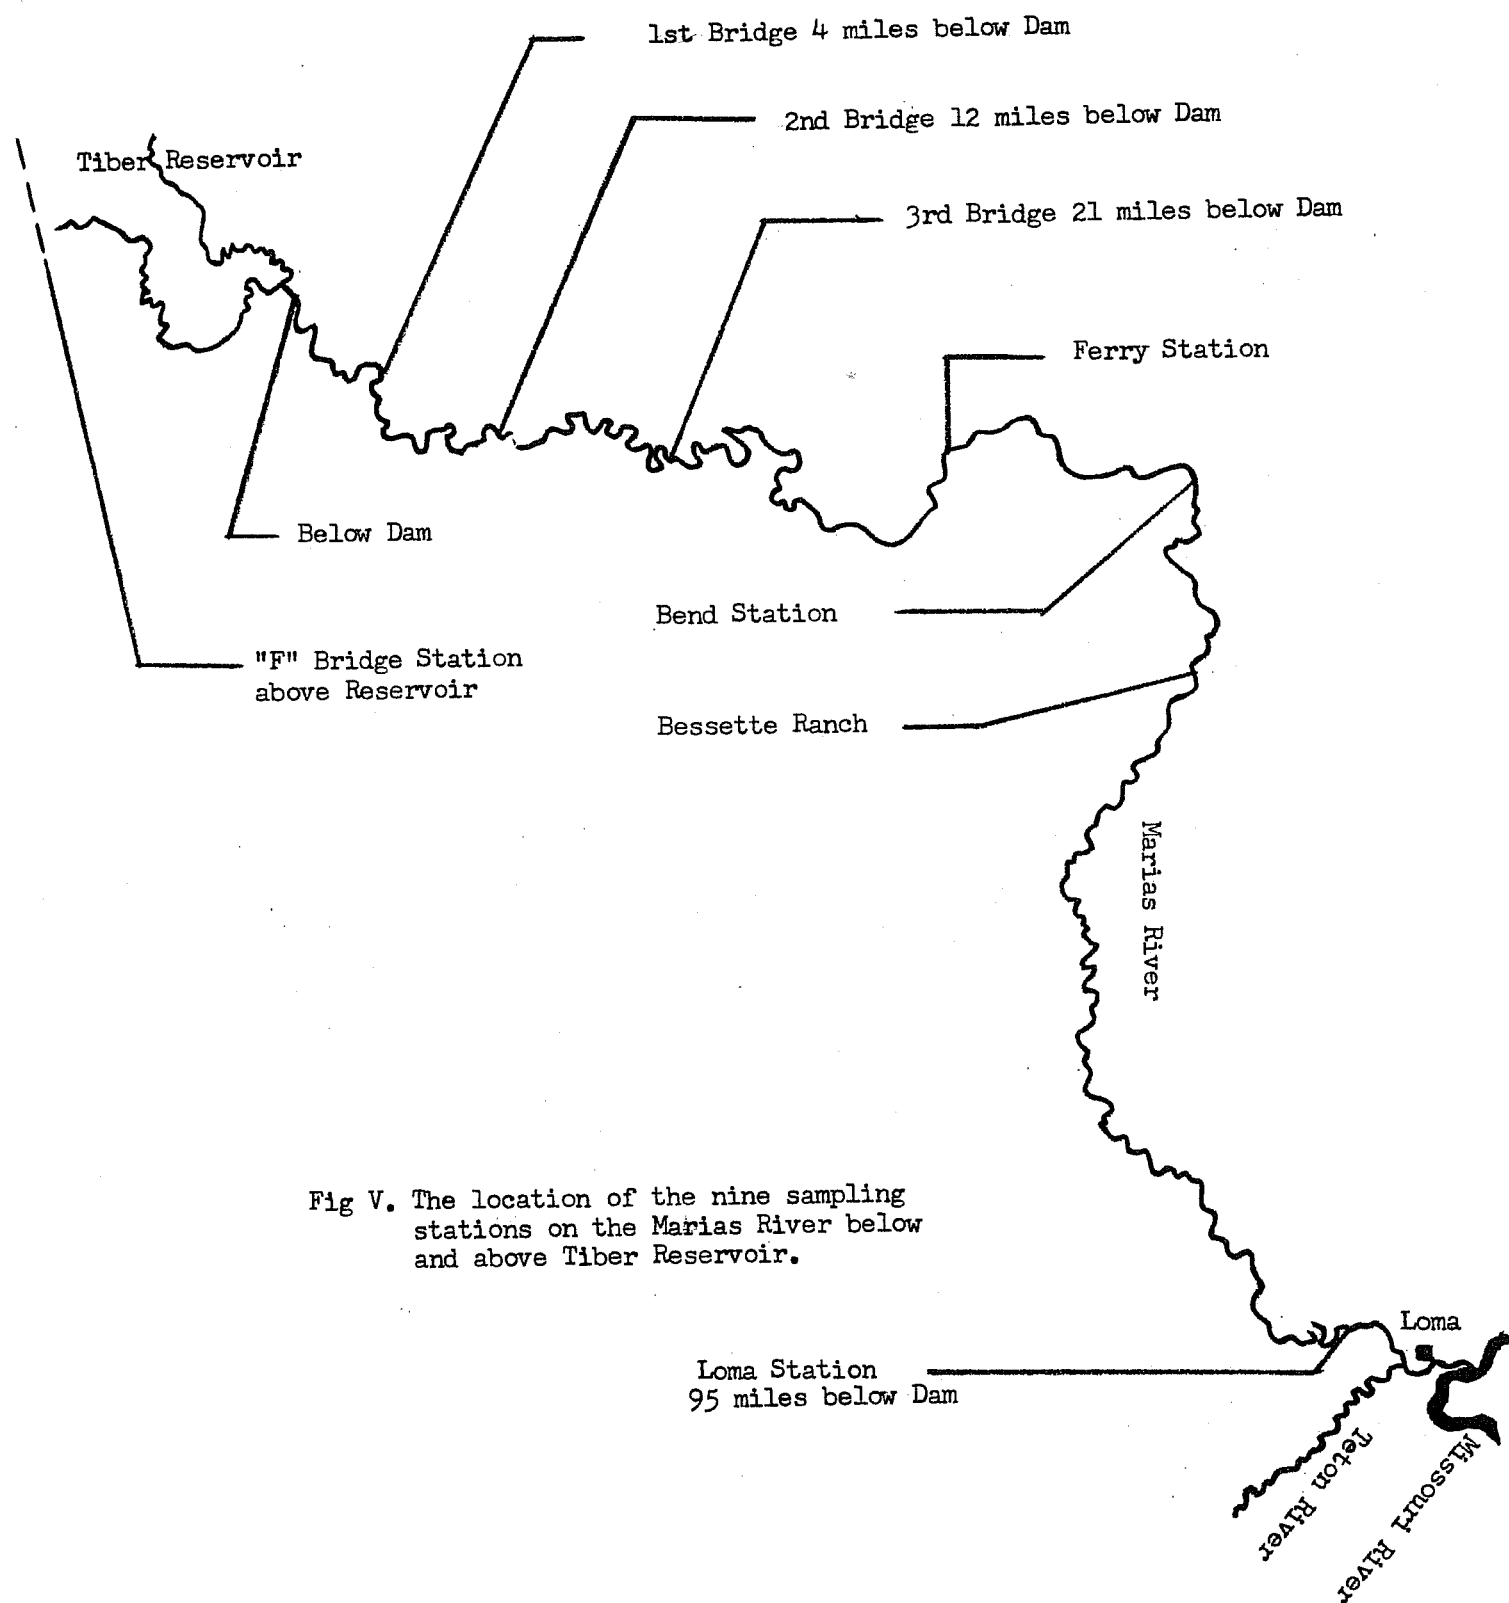 1st Bridge 4 miles below Dam
2nd Bridge 12 miles below Dam
Tiber Reservoir
3rd Bridge 21 miles below Dam
Ferry Station
Below Dam
Bend Station
"F" Bridge Station
above Reservoir
Bessette Ranch
Marias River
Fig V. The location of the nine sampling
stations on the Marias River below
and above Tiber Reservoir.
Loma
Loma Station
95 miles below Dam
Teton River
Missouri River